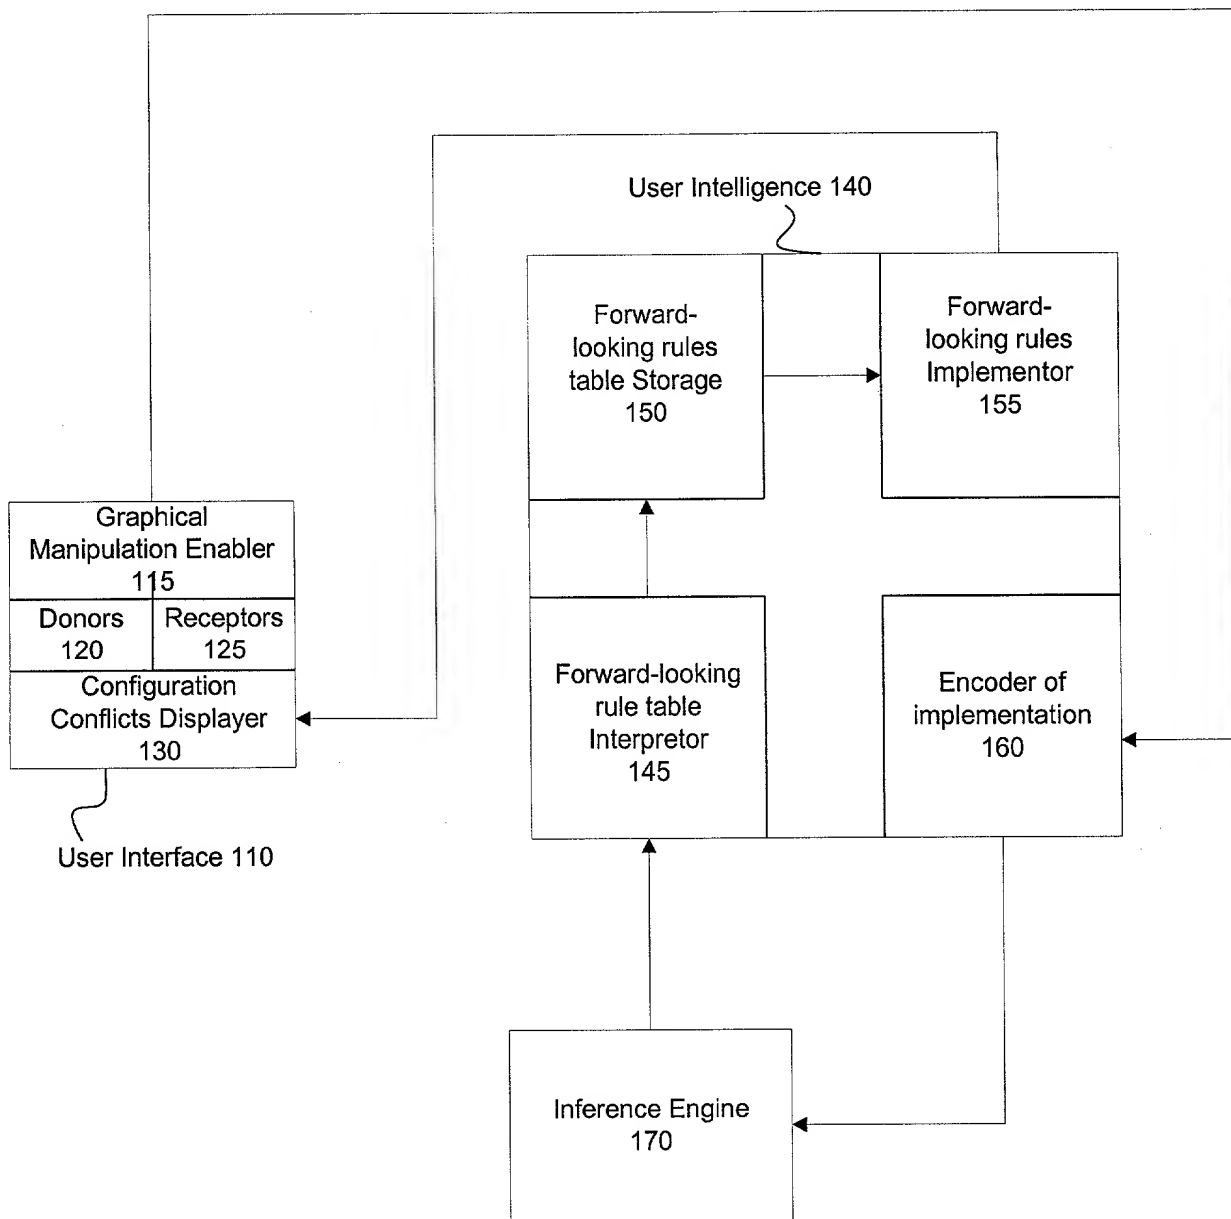 User Intelligence 140
Forward-
looking rules
table Storage
150
Forward-
looking rules
Implementor
155
Graphical
Manipulation Enabler
115
Donors
120
Receptors
125
Configuration
Conflicts Displayer
130
User Interface 110
Forward-looking
rule table
Interpretor
145
Encoder of
implementation
160
Inference Engine
170